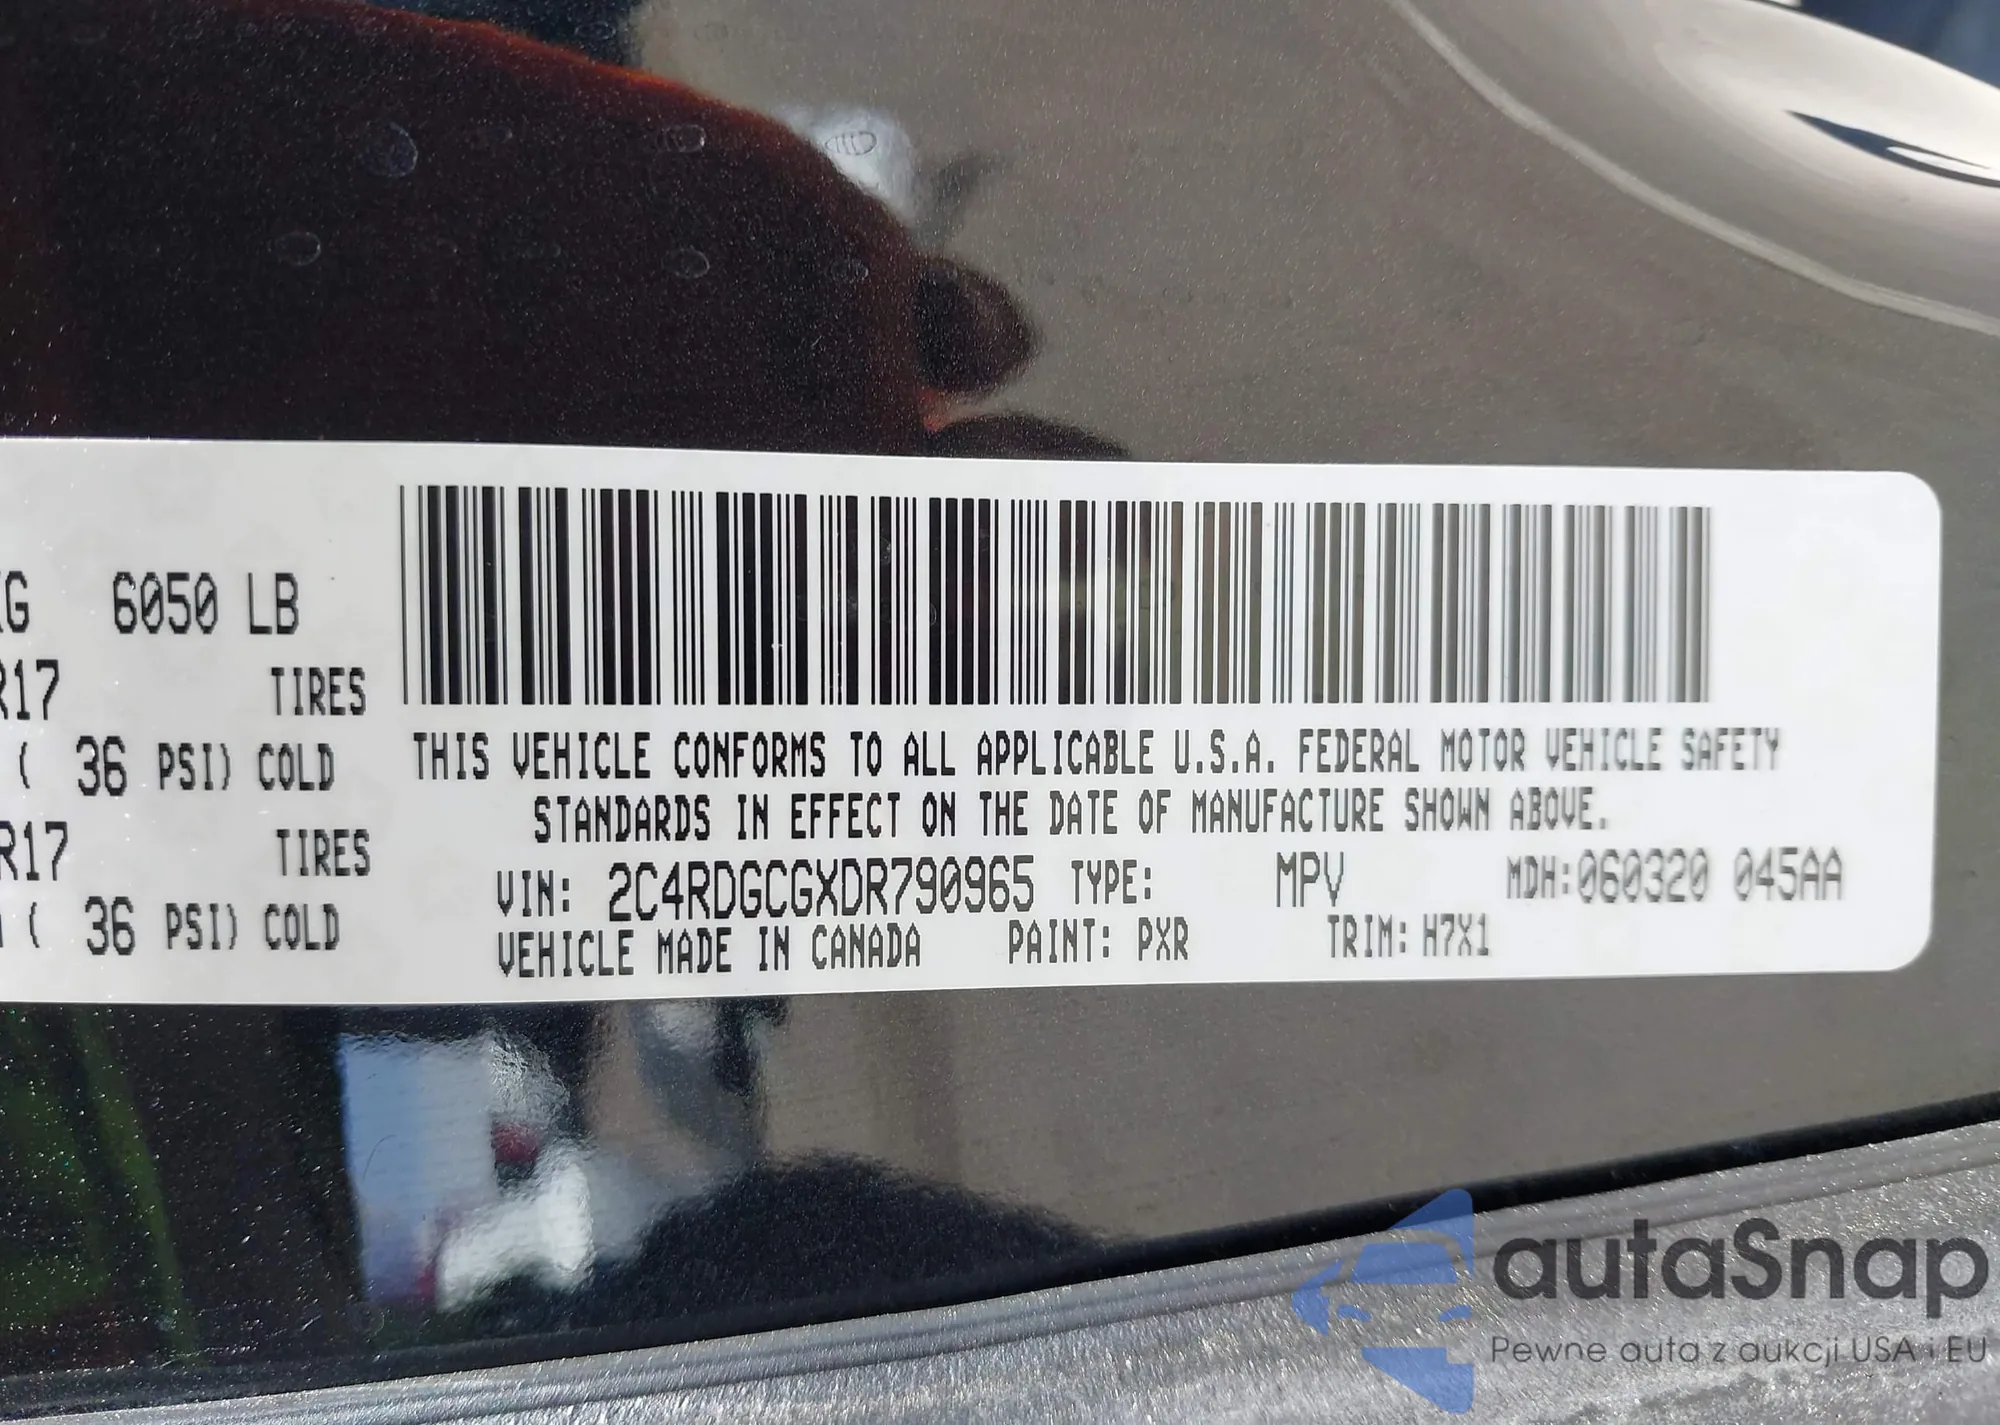 6050 LB
R17 TIRES
( 36 PSI) COLD
R17 TIRES
( 36 PSI) COLD
THIS VEHICLE CONFORMS TO ALL APPLICABLE U.S.A. FEDERAL MOTOR VEHICLE SAFETY
STANDARDS IN EFFECT ON THE DATE OF MANUFACTURE SHOWN ABOVE.
VIN: 2C4RDGCGXDR790965 TYPE: MPV MDH:060320 045AA
VEHICLE MADE IN CANADA PAINT: PXR TRIM: H7X1
autaSnap
Pewne auta z aukcji USA i EU